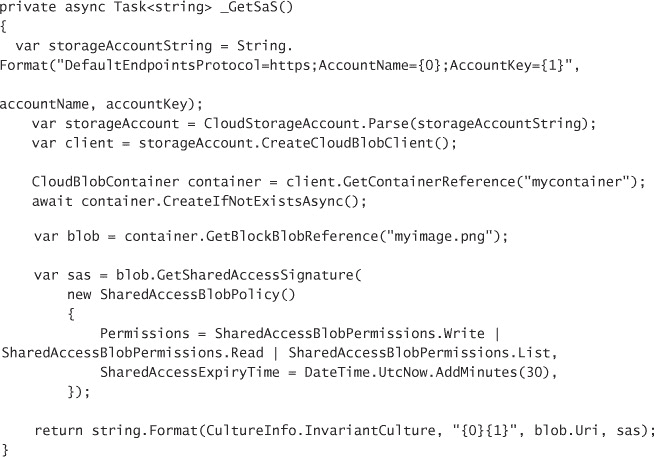 private async Task<string> _GetSaS()
{
  var storageAccountString = String.
Format("DefaultEndpointsProtocol=https;AccountName={0};AccountKey={1}",

accountName, accountKey);
    var storageAccount = CloudStorageAccount.Parse(storageAccountString);
    var client = storageAccount.CreateCloudBlobClient();

    CloudBlobContainer container = client.GetContainerReference("mycontainer");
    await container.CreateIfNotExistsAsync();

    var blob = container.GetBlockBlobReference("myimage.png");

    var sas = blob.GetSharedAccessSignature(
        new SharedAccessBlobPolicy()
        {
            Permissions = SharedAccessBlobPermissions.Write |
SharedAccessBlobPermissions.Read | SharedAccessBlobPermissions.List,
            SharedAccessExpiryTime = DateTime.UtcNow.AddMinutes(30),
        });

    return string.Format(CultureInfo.InvariantCulture, "{0}{1}", blob.Uri, sas);
}